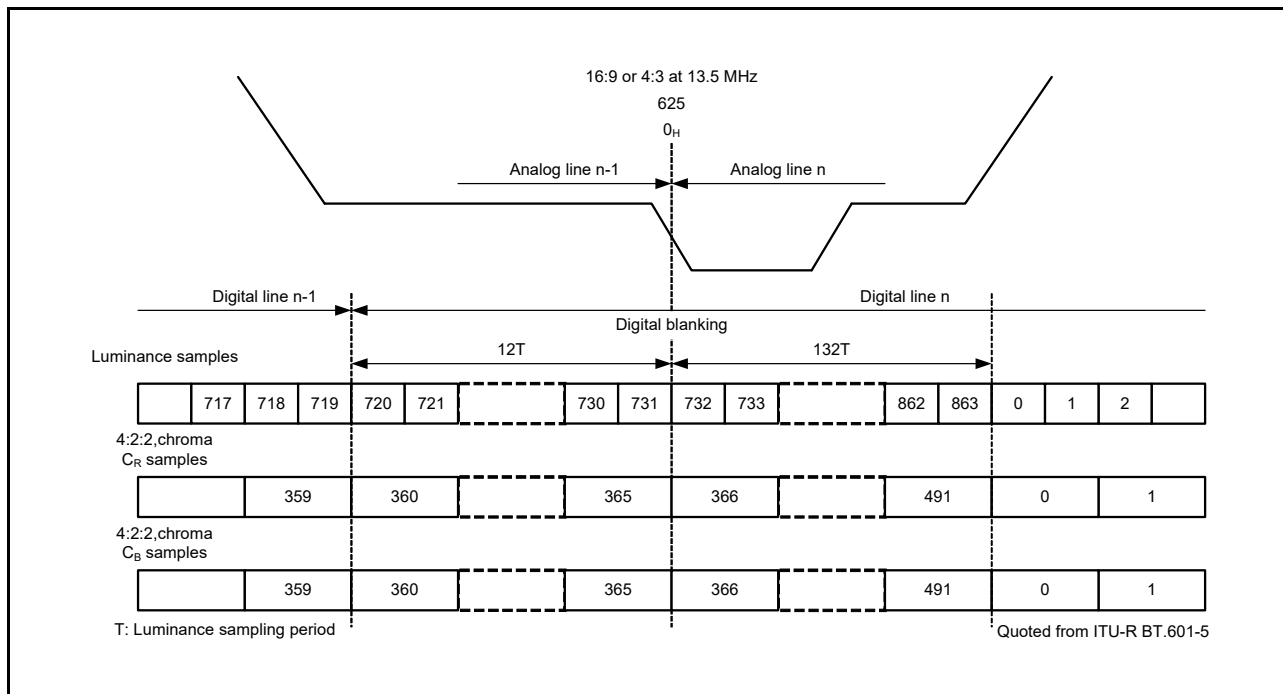 16:9 or 4:3 at 13.5 MHz
625
0H
Analog line n-1
Analog line n
Digital line n-1
Digital line n
Digital blanking
Luminance samples
12T
132T
717 718 719 720 721 730 731 732 733 862 863 0 1 2
4:2:2,chroma
CR samples
359 360 365 366 491 0 1
4:2:2,chroma
CB samples
359 360 365 366 491 0 1
T: Luminance sampling period
Quoted from ITU-R BT.601-5